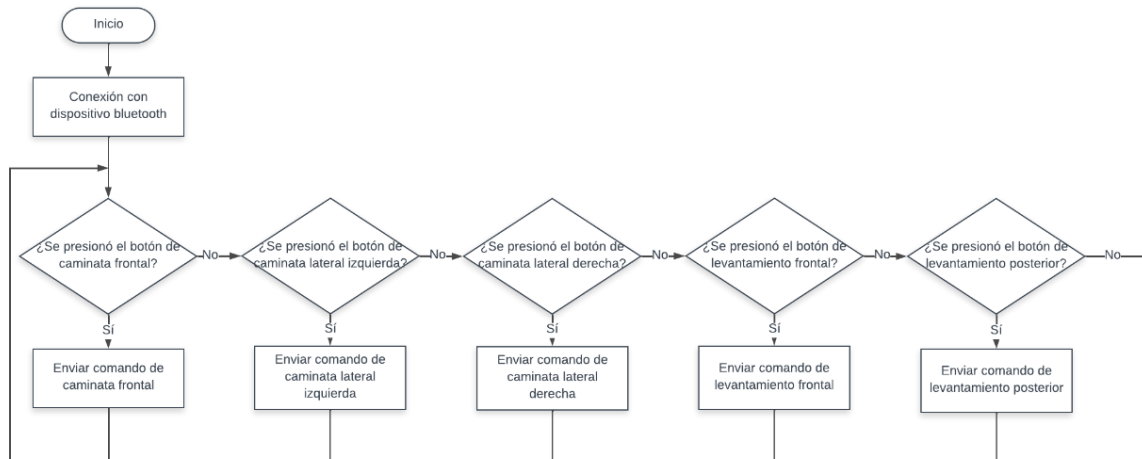 Inicio
Conexión con
dispositivo bluetooth
¿Se presionó el botón de
caminata frontal?
No
¿Se presionó el botón de
caminata lateral izquierda?
No
¿Se presionó el botón de
caminata lateral derecha?
No
¿Se presionó el botón de
levantamiento frontal?
No
¿Se presionó el botón de
levantamiento posterior?
No
Sí
Sí
Sí
Sí
Sí
Enviar comando de
caminata frontal
Enviar comando de
caminata lateral
izquierda
Enviar comando de
caminata lateral
derecha
Enviar comando de
levantamiento frontal
Enviar comando de
levantamiento posterior